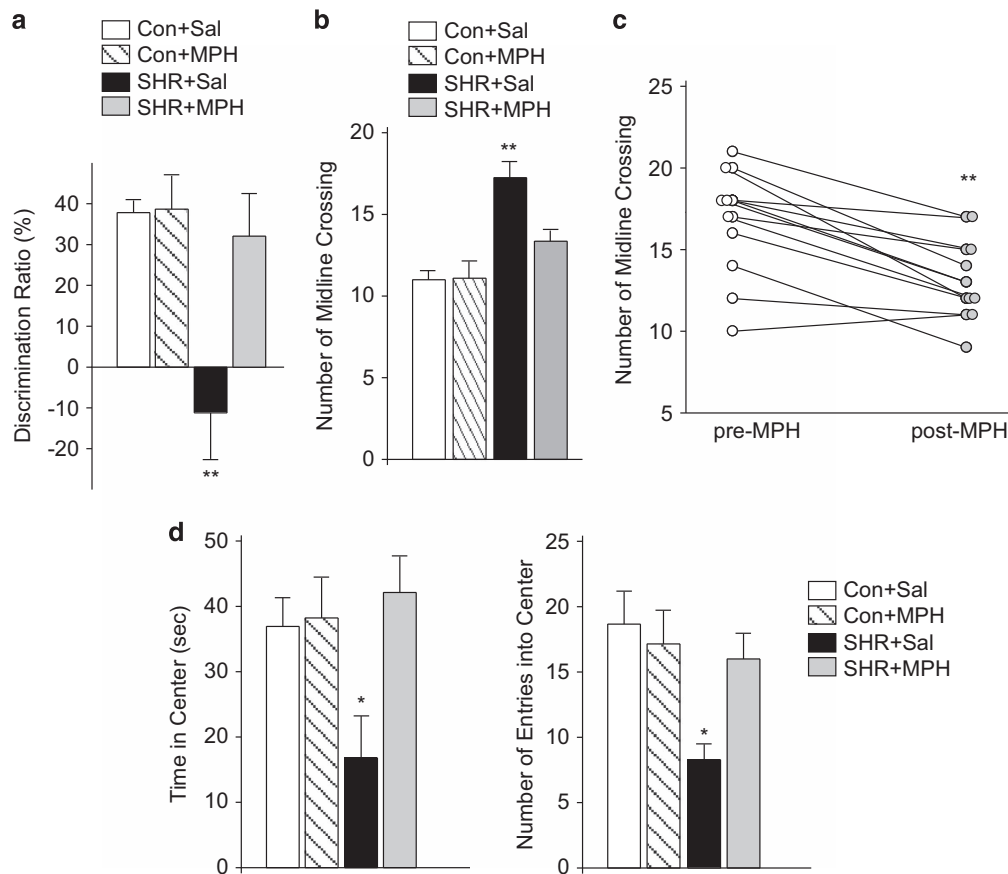 a
Con+Sal
Con+MPH
SHR+Sal
SHR+MPH
Discrimination Ratio (%)
40
30
20
10
0
-10
-20
**
b
Con+Sal
Con+MPH
SHR+Sal
SHR+MPH
Number of Midline Crossing
20
15
10
5
0
**
c
Number of Midline Crossing
25
20
15
10
5
**
pre-MPH
post-MPH
d
Time in Center (sec)
50
40
30
20
10
0
*
Number of Entries into Center
25
20
15
10
5
0
*
Con+Sal
Con+MPH
SHR+Sal
SHR+MPH